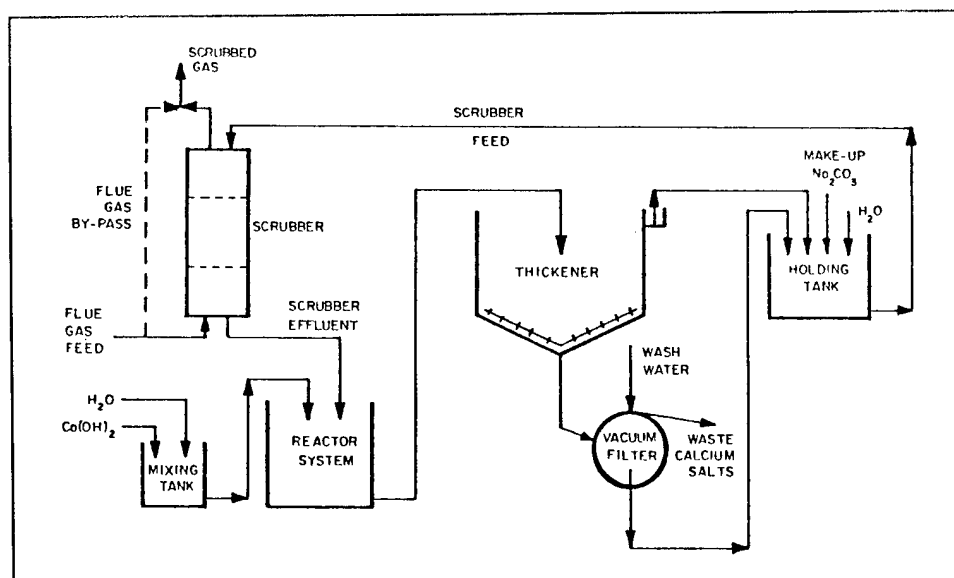 SCRUBBED
GAS
SCRUBBER
FEED
MAKE-UP
Na₂CO₃
H₂O
FLUE
GAS
BY-PASS
SCRUBBER
THICKENER
HOLDING
TANK
FLUE
GAS
FEED
SCRUBBER
EFFLUENT
WASH
WATER
H₂O
Ca(OH)₂
MIXING
TANK
REACTOR
SYSTEM
VACUUM
FILTER
WASTE
CALCIUM
SALTS